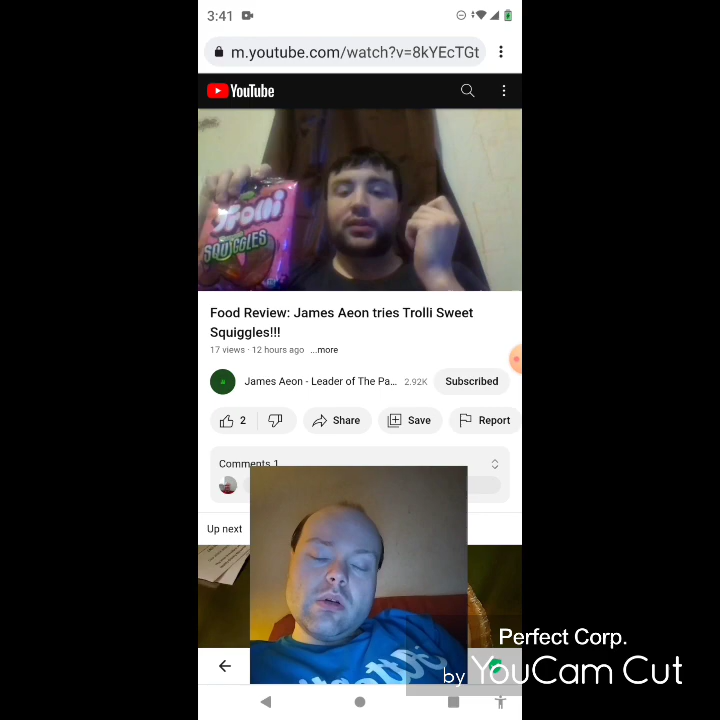 3:41
m.youtube.com/watch?v=8kYEcTGt
YouTube
Trolli
SQUIGGLES
Food Review: James Aeon tries Trolli Sweet
Squiggles!!!
17 views · 12 hours ago ...more
James Aeon - Leader of The Pa... 2.92K Subscribed
2 Share Save Report
Comments 1
Up next
Perfect Corp.
by YouCam Cut